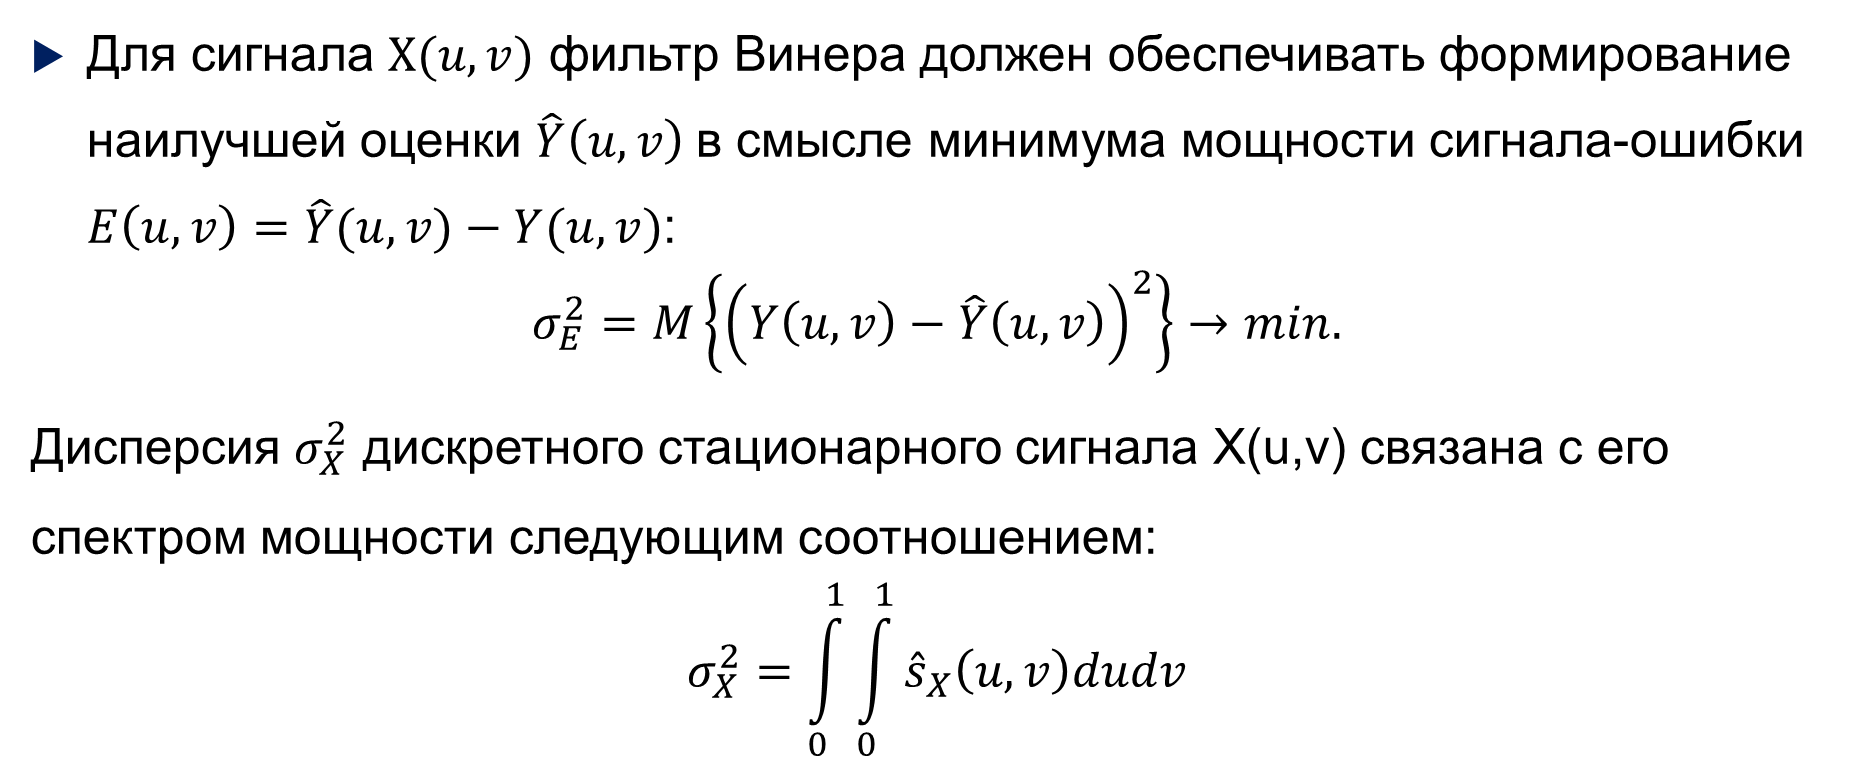 ► Для сигнала X(u, v) фильтр Винера должен обеспечивать формирование
наилучшей оценки Ŷ(u, v) в смысле минимума мощности сигнала-ошибки
E(u, v) = Ŷ(u, v) − Y(u, v):
σ_E^2 = M{(Y(u, v) − Ŷ(u, v))^2} → min.
Дисперсия σ_X^2 дискретного стационарного сигнала X(u,v) связана с его
спектром мощности следующим соотношением:
σ_X^2 = ∫_0^1 ∫_0^1 ŝ_X(u, v)dudv